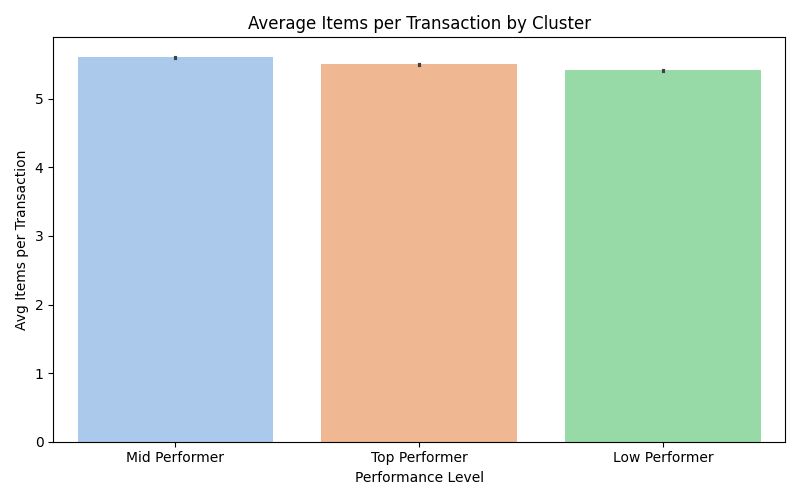 Average Items per Transaction by Cluster
Avg Items per Transaction
5
4
3
2
1
0
Mid Performer
Top Performer
Low Performer
Performance Level